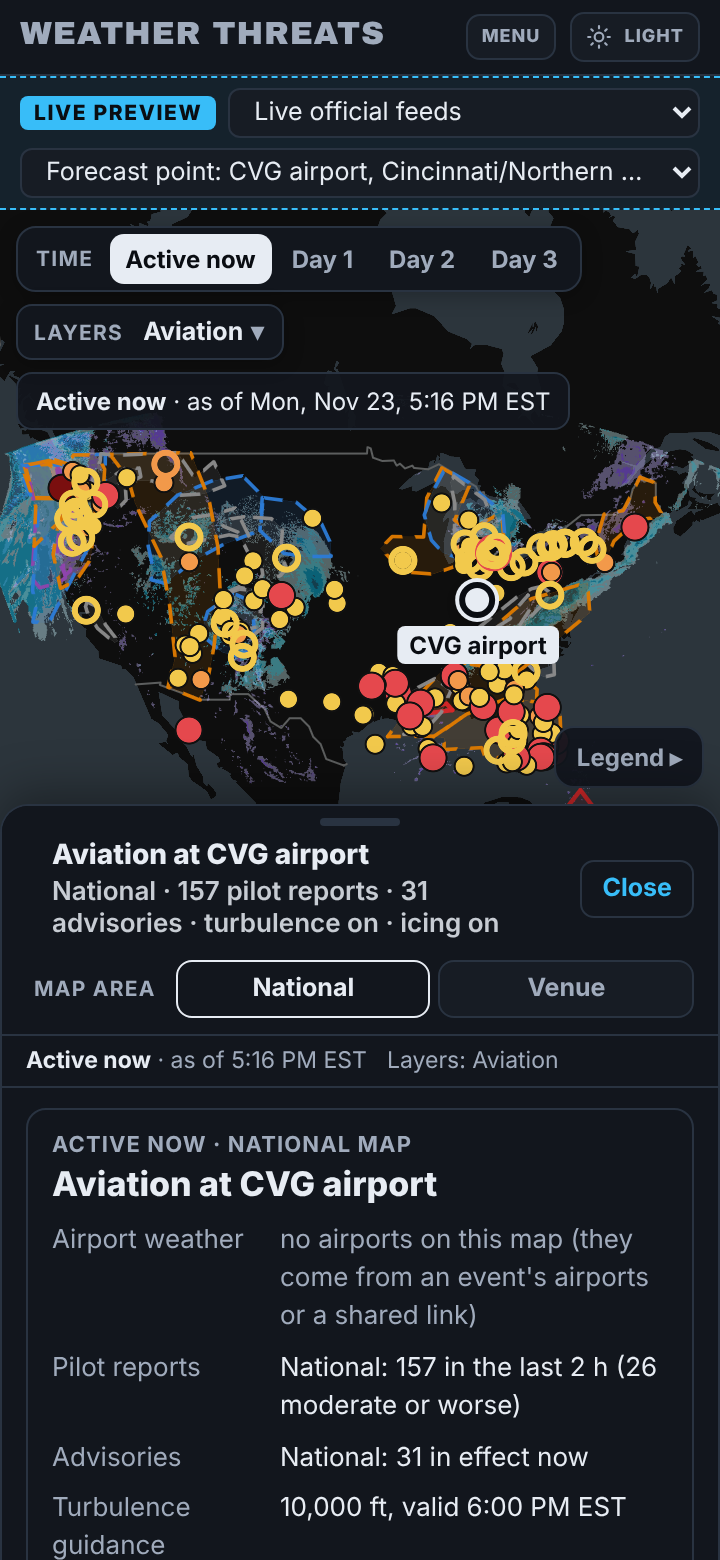 WEATHER THREATS
MENU
LIGHT
LIVE PREVIEW
Live official feeds
Forecast point: CVG airport, Cincinnati/Northern ...
TIME
Active now
Day 1
Day 2
Day 3
LAYERS
Aviation ▾
Active now · as of Mon, Nov 23, 5:16 PM EST
CVG airport
Legend ▸
Aviation at CVG airport
National · 157 pilot reports · 31
advisories · turbulence on · icing on
Close
MAP AREA
National
Venue
Active now · as of 5:16 PM EST
Layers: Aviation
ACTIVE NOW · NATIONAL MAP
Aviation at CVG airport
Airport weather
no airports on this map (they
come from an event's airports
or a shared link)
Pilot reports
National: 157 in the last 2 h (26
moderate or worse)
Advisories
National: 31 in effect now
Turbulence
guidance
10,000 ft, valid 6:00 PM EST